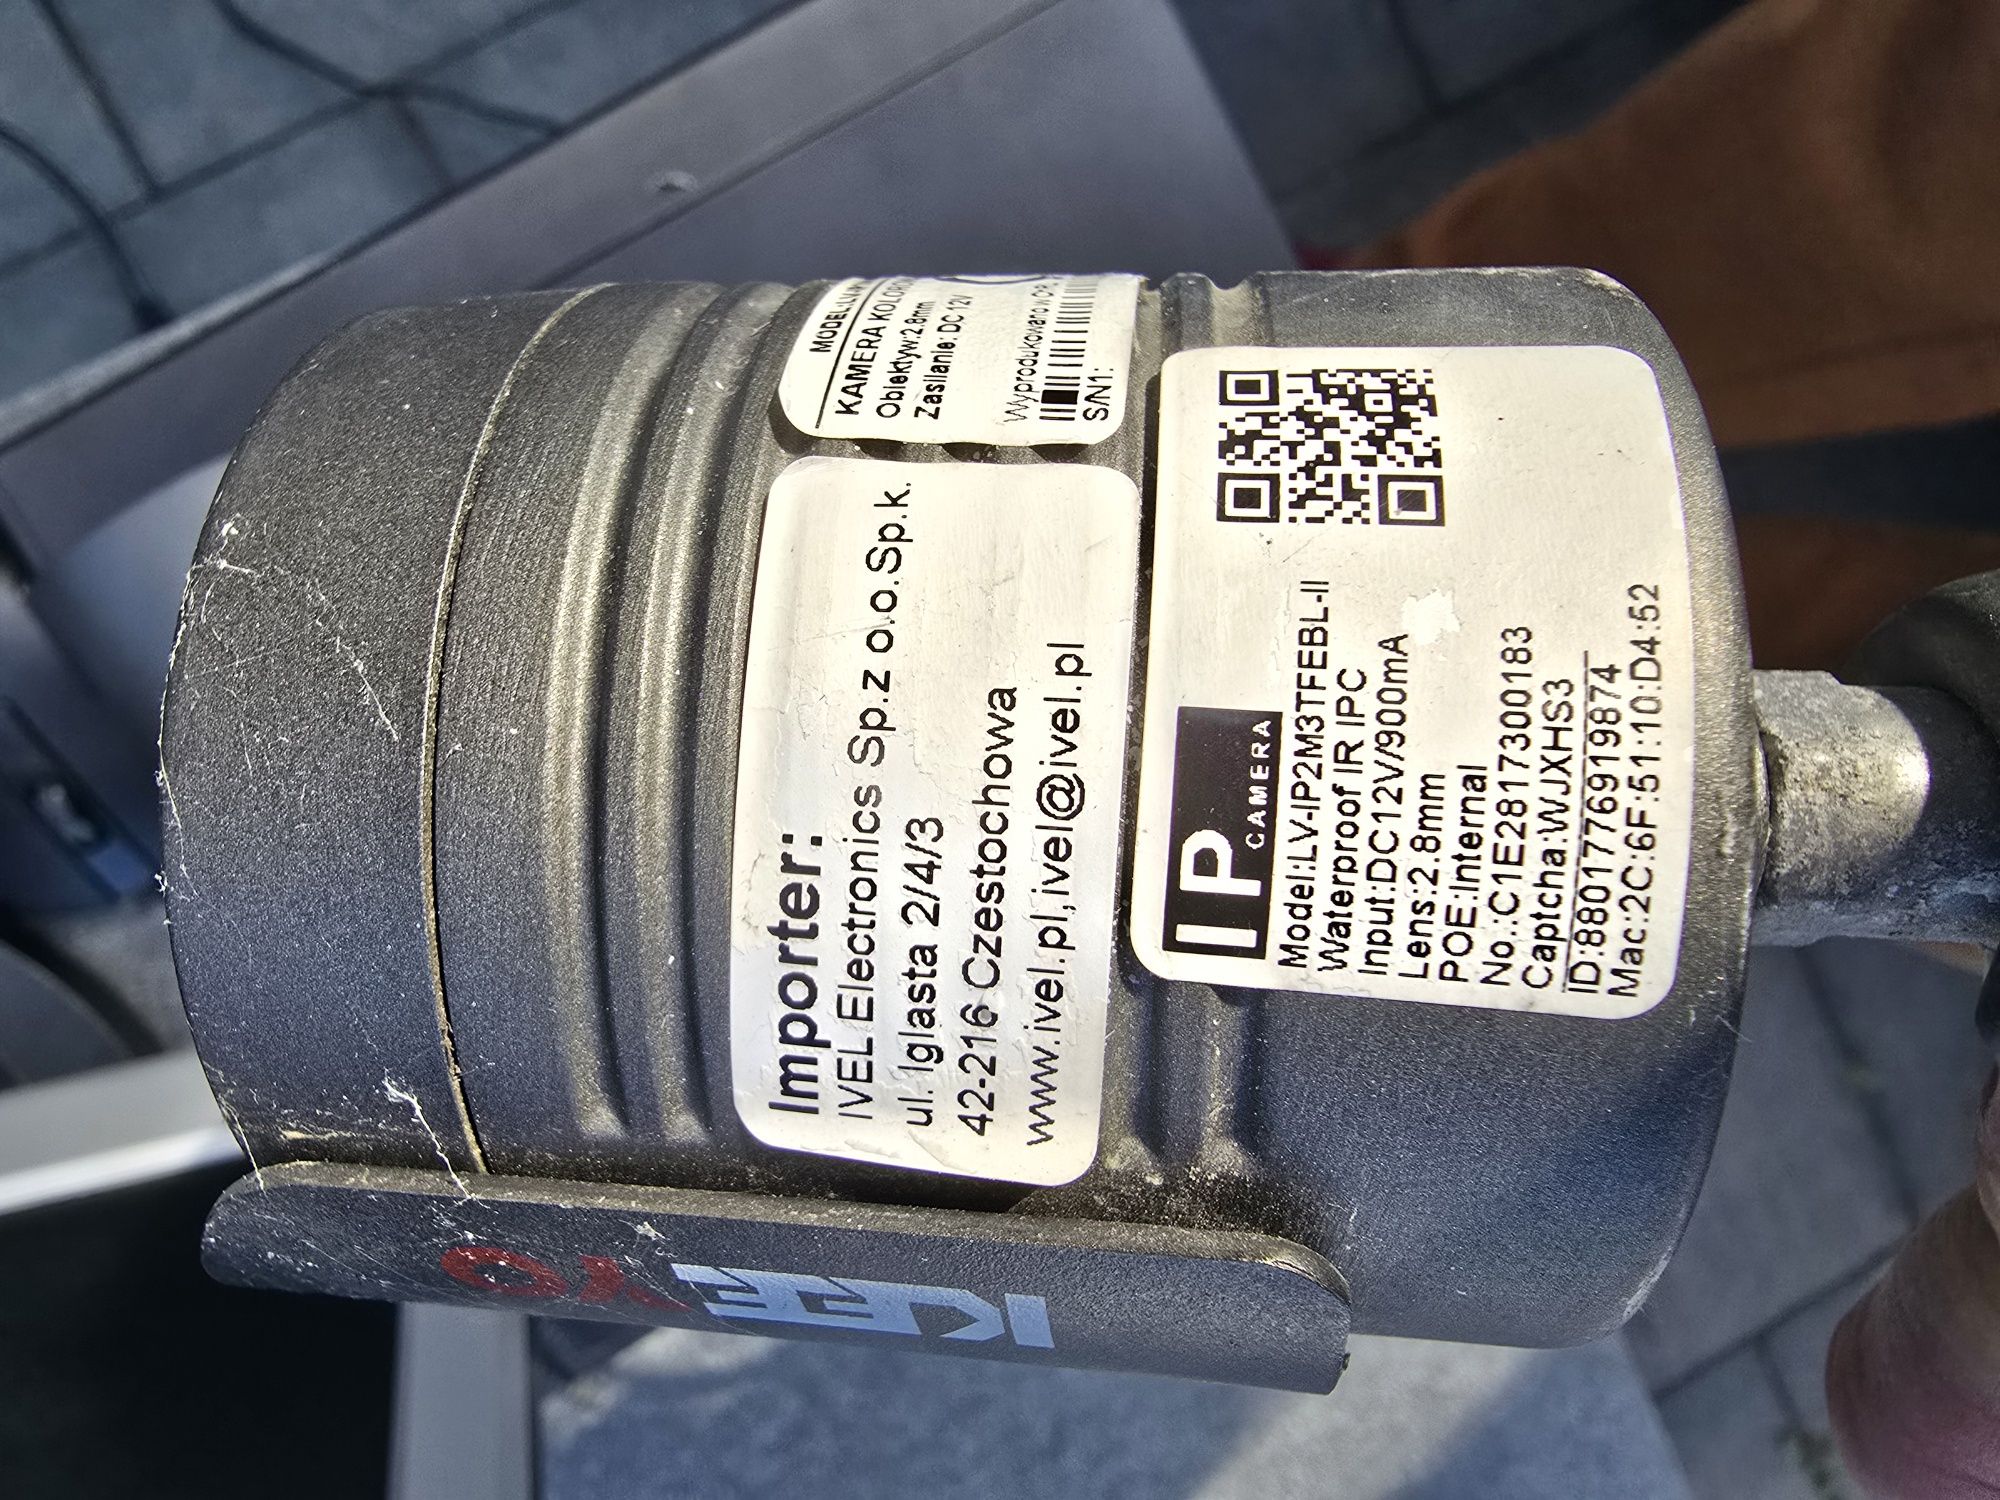 KEEYO
Importer:
IVEL Electronics Sp.z o.o.Sp.k.
ul. Iglasta 2/4/3
42-216 Czestochowa
www.ivel.pl,ivel@ivel.pl
KAMERA
Obiektyw:2.8mm
Zasilanie: DC 12V
Wyprodukowano w
S/N1:
IP
CAMERA
Model:LV-IP2M3TFEBL-II
Waterproof IR IPC
Input:DC12V/900mA
Lens:2.8mm
POE:Internal
No.:C1E2817300183
Captcha:WJXHS3
ID:8801776919874
Mac:2C:6F:51:10:D4:52